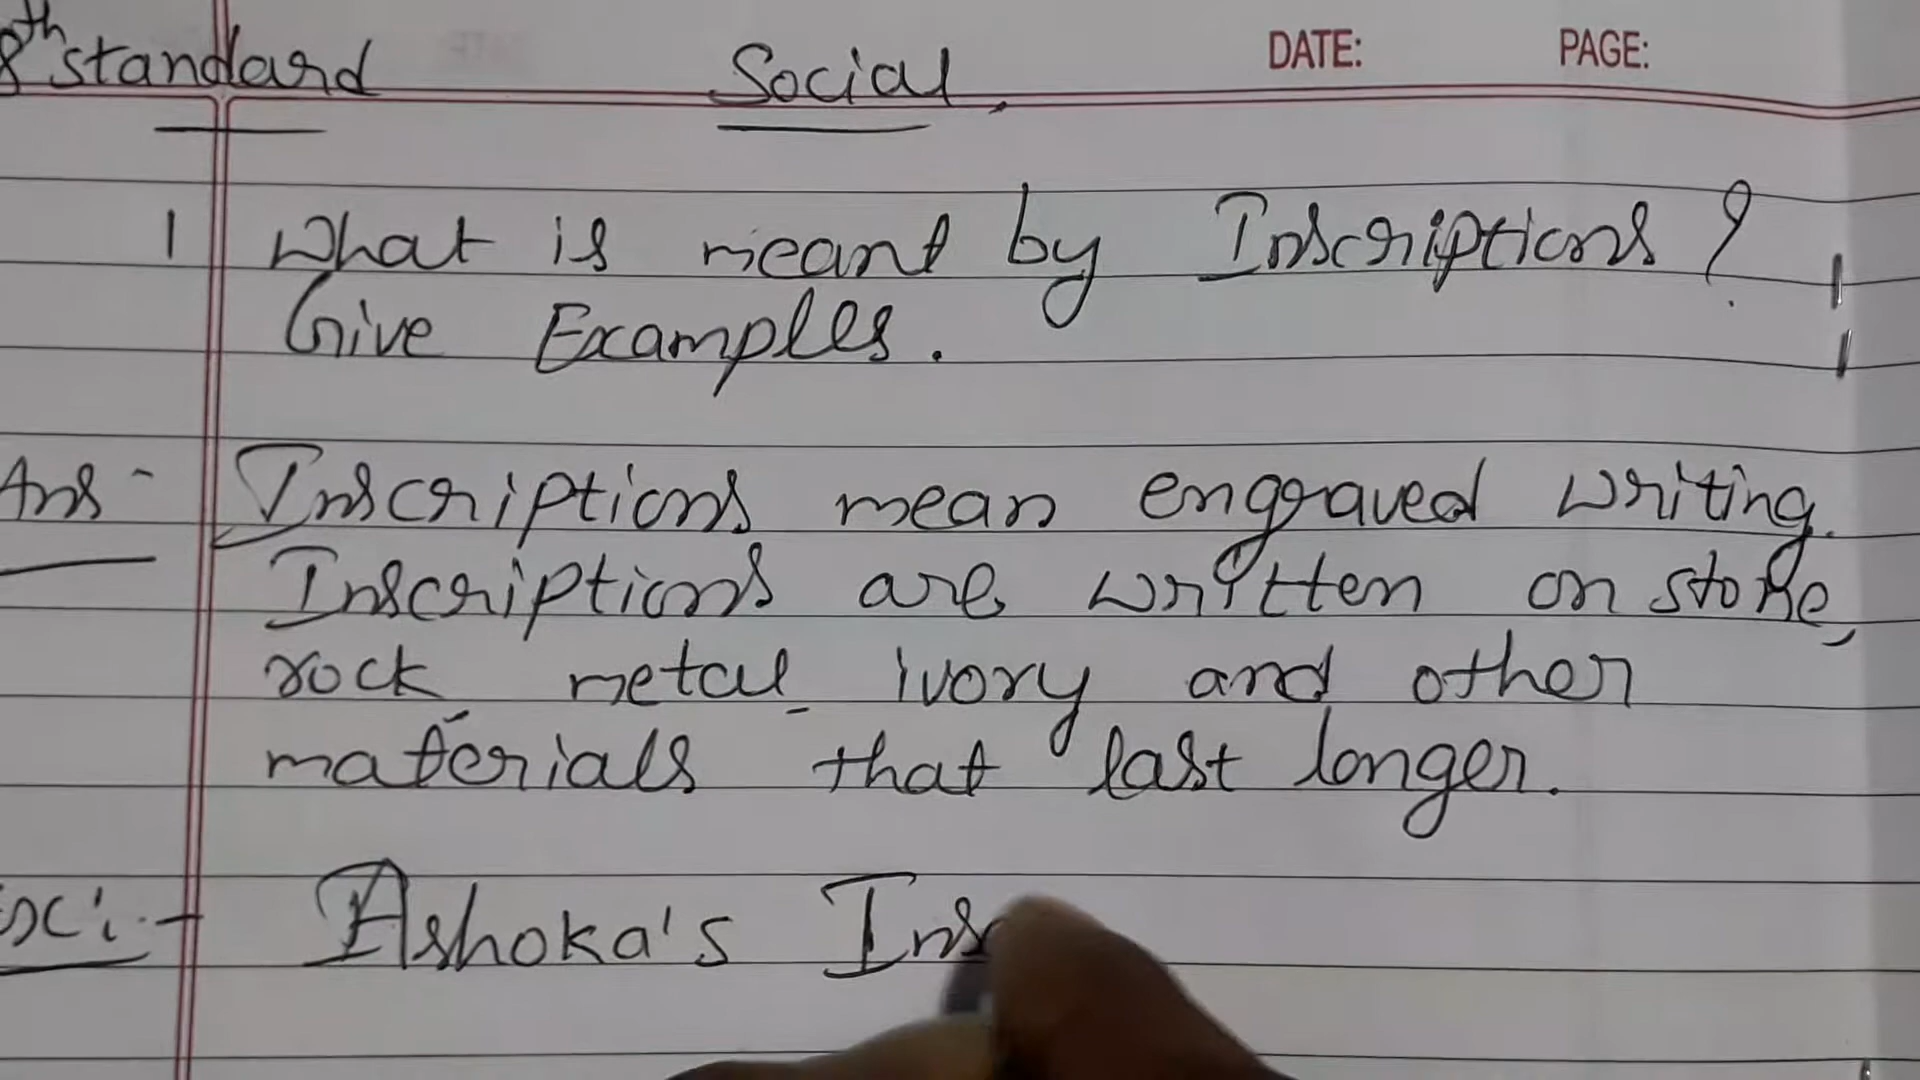 8th standard Social. DATE: PAGE:
1 What is meant by Inscriptions?
Give Examples.
Ans - Inscriptions mean engraved writing.
Inscriptions are written on stone,
rock metal ivory and other
materials that last longer.
Ex: - Ashoka's Ins